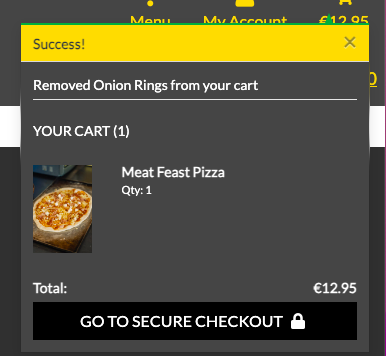 Menu My Account €12.95
Success!
0
Removed Onion Rings from your cart
YOUR CART (1)
Meat Feast Pizza
Qty: 1
Total: €12.95
GO TO SECURE CHECKOUT